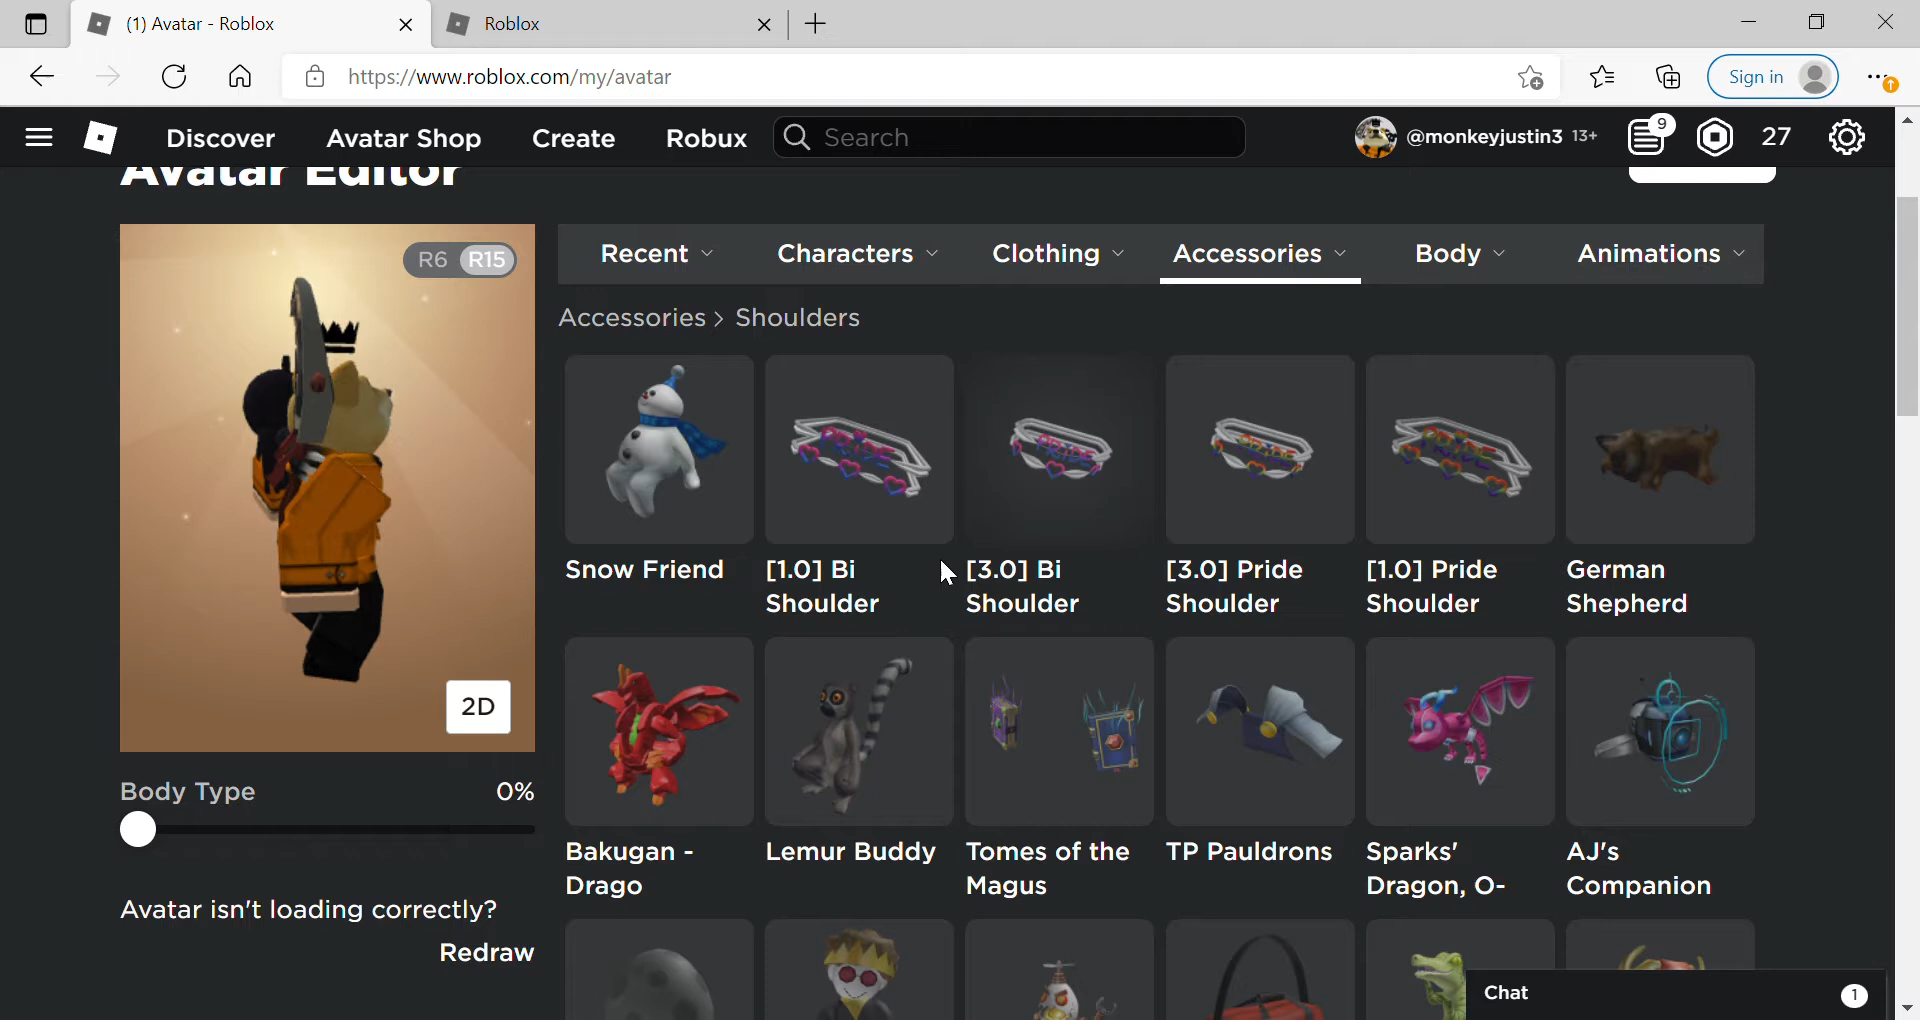 (1) Avatar - Roblox
Roblox
https://www.roblox.com/my/avatar
Sign in
Discover
Avatar Shop
Create
Robux
Search
@monkeyjustin3 13+
9
27
Avatar Editor
R6 R15
2D
Body Type 0%
Avatar isn't loading correctly?
Redraw
Recent
Characters
Clothing
Accessories
Body
Animations
Accessories > Shoulders
Snow Friend
[1.0] Bi
Shoulder
[3.0] Bi
Shoulder
[3.0] Pride
Shoulder
[1.0] Pride
Shoulder
German
Shepherd
Bakugan -
Drago
Lemur Buddy
Tomes of the
Magus
TP Pauldrons
Sparks'
Dragon, O-
AJ's
Companion
Chat 1